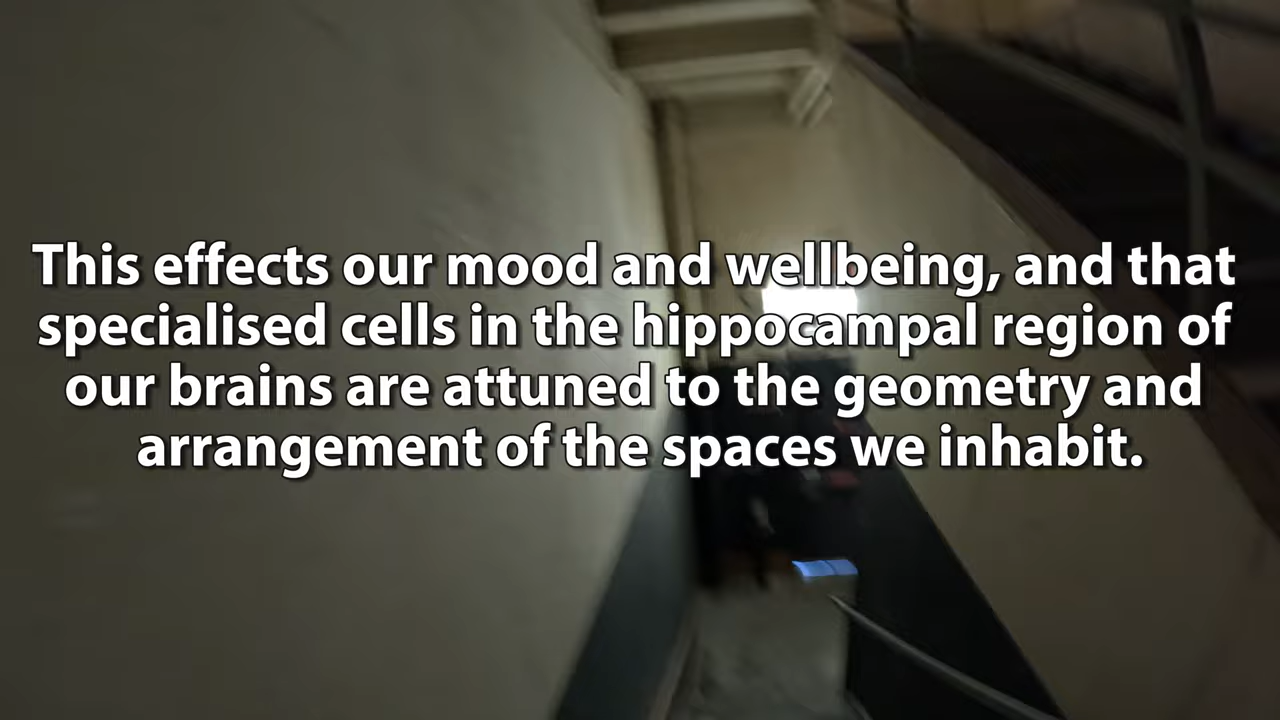 This effects our mood and wellbeing, and that
specialised cells in the hippocampal region of
our brains are attuned to the geometry and
arrangement of the spaces we inhabit.